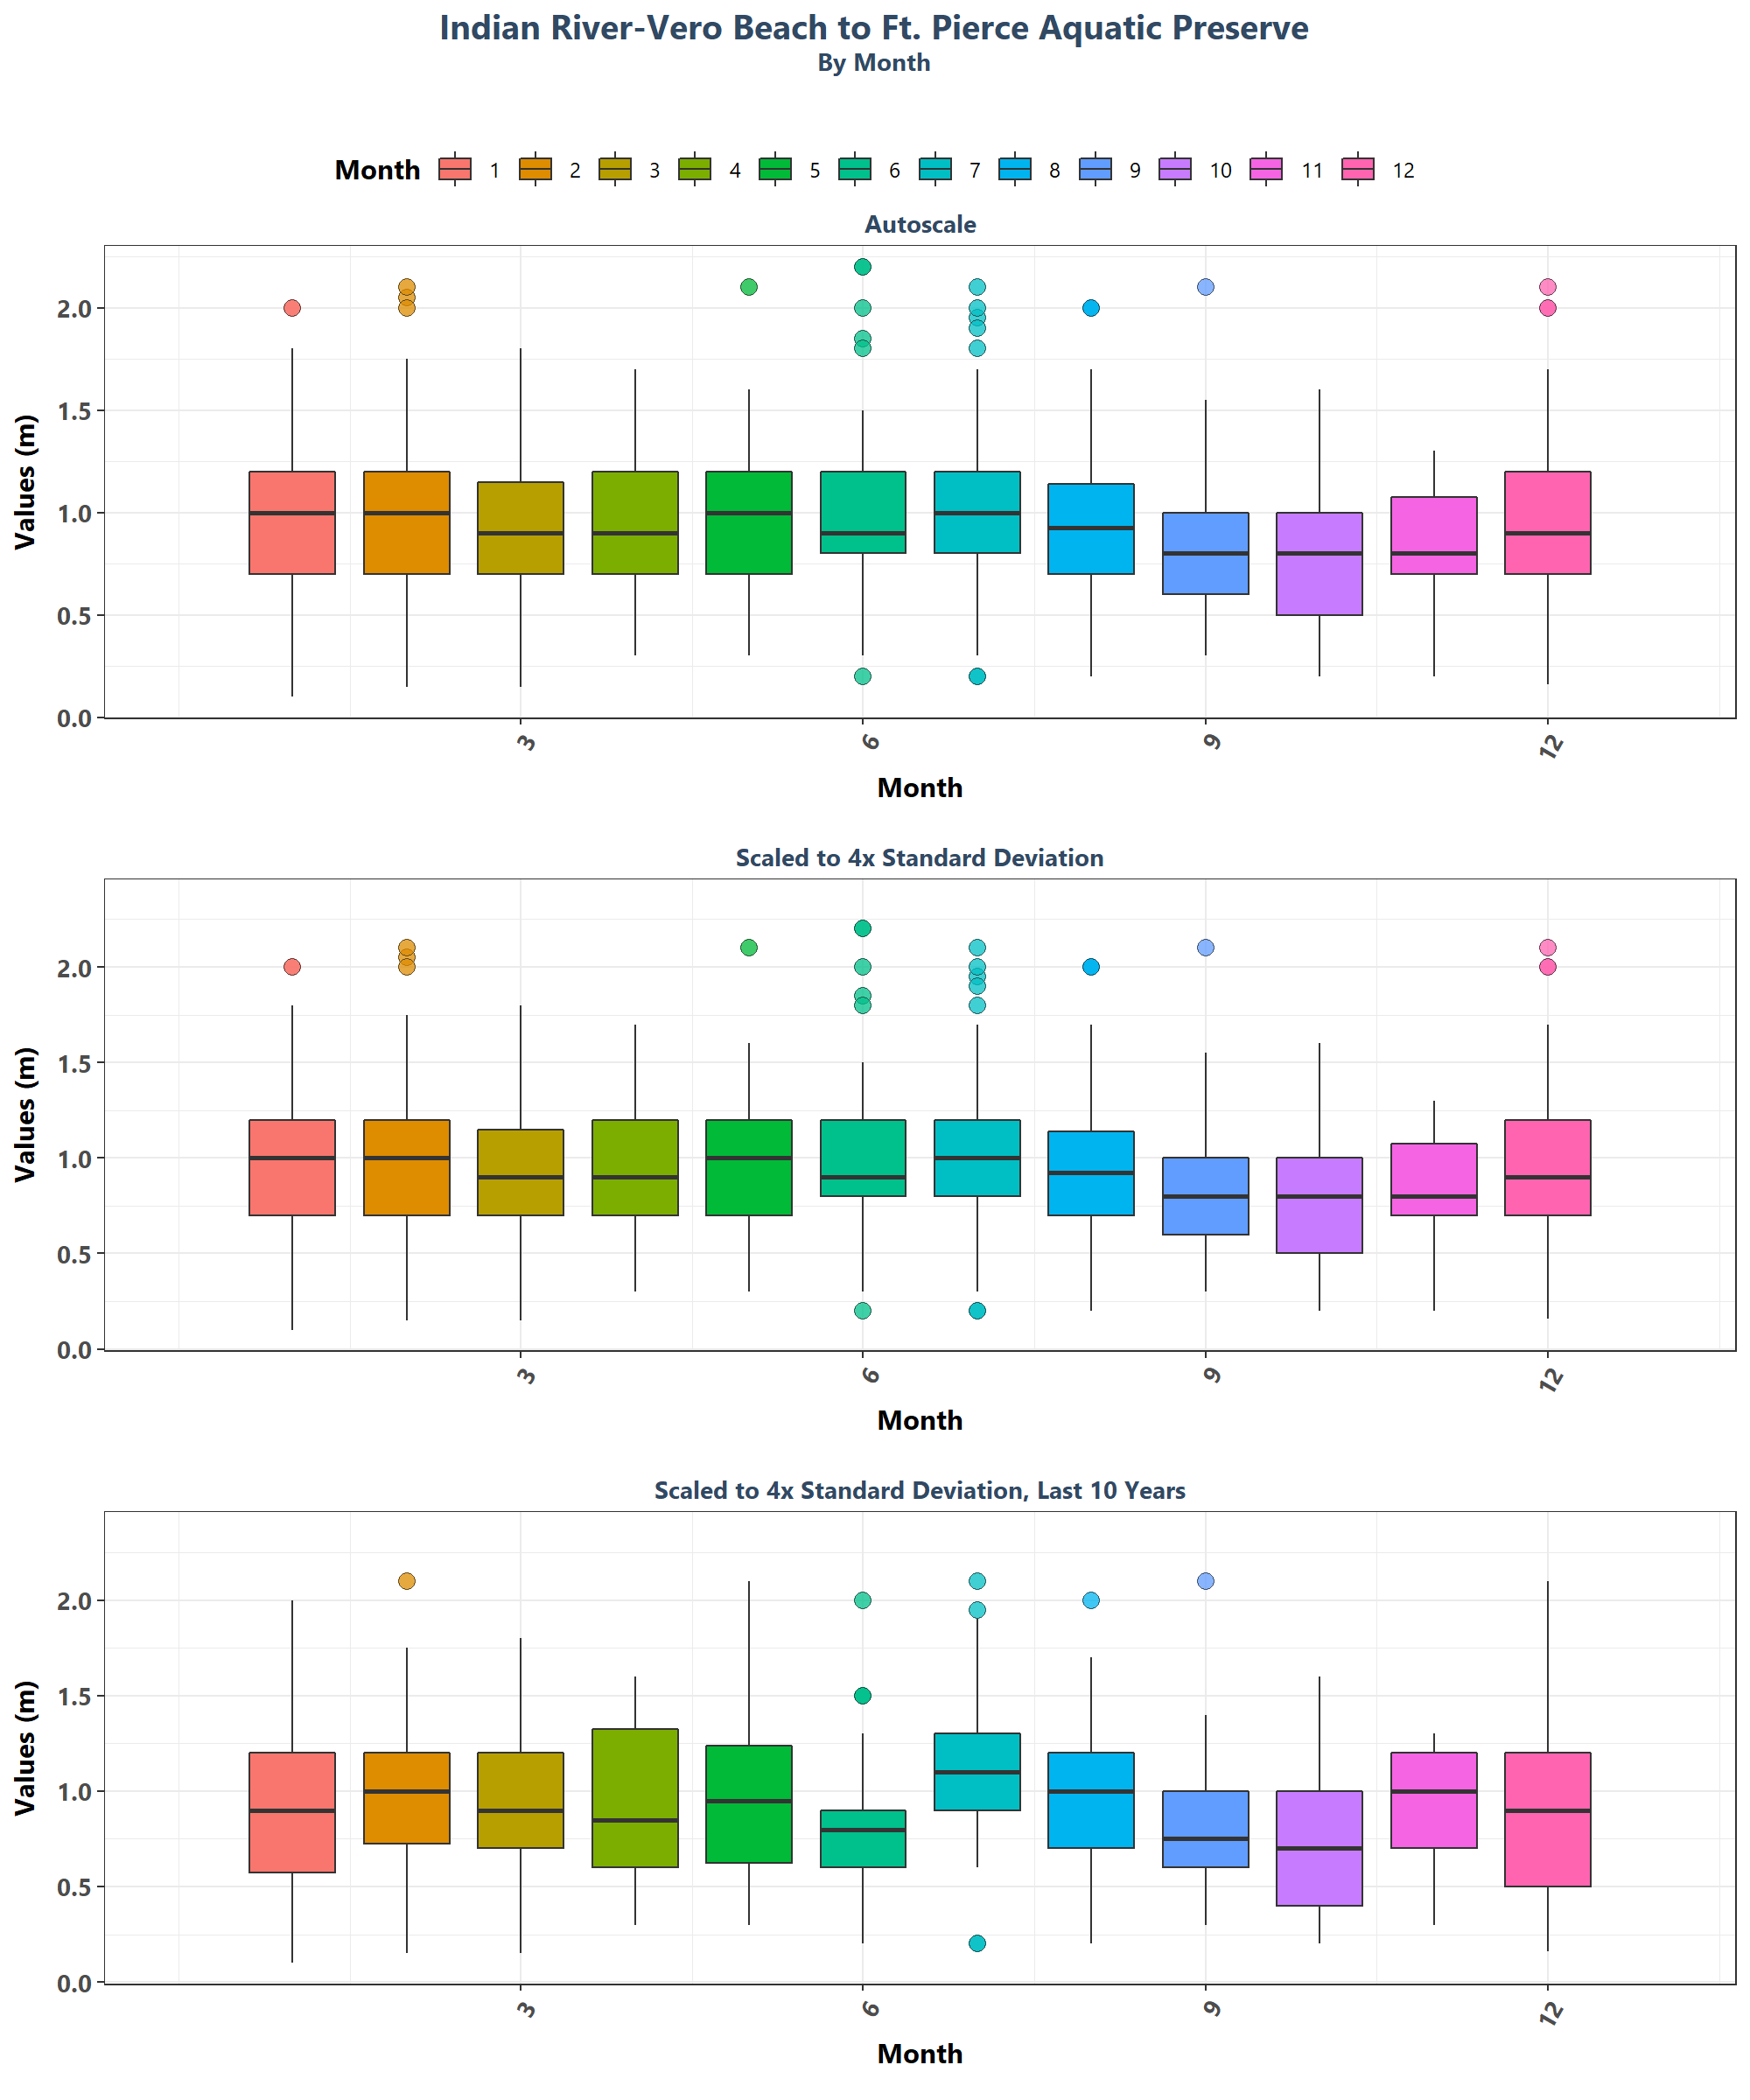 Indian River-Vero Beach to Ft. Pierce Aquatic Preserve
By Month
Month 1 2 3 4 5 6 7 8 9 10 11 12
Autoscale
Values (m)
2.0
1.5
1.0
0.5
0.0
3 6 9 12
Month
Scaled to 4x Standard Deviation
Values (m)
2.0
1.5
1.0
0.5
0.0
3 6 9 12
Month
Scaled to 4x Standard Deviation, Last 10 Years
Values (m)
2.0
1.5
1.0
0.5
0.0
3 6 9 12
Month